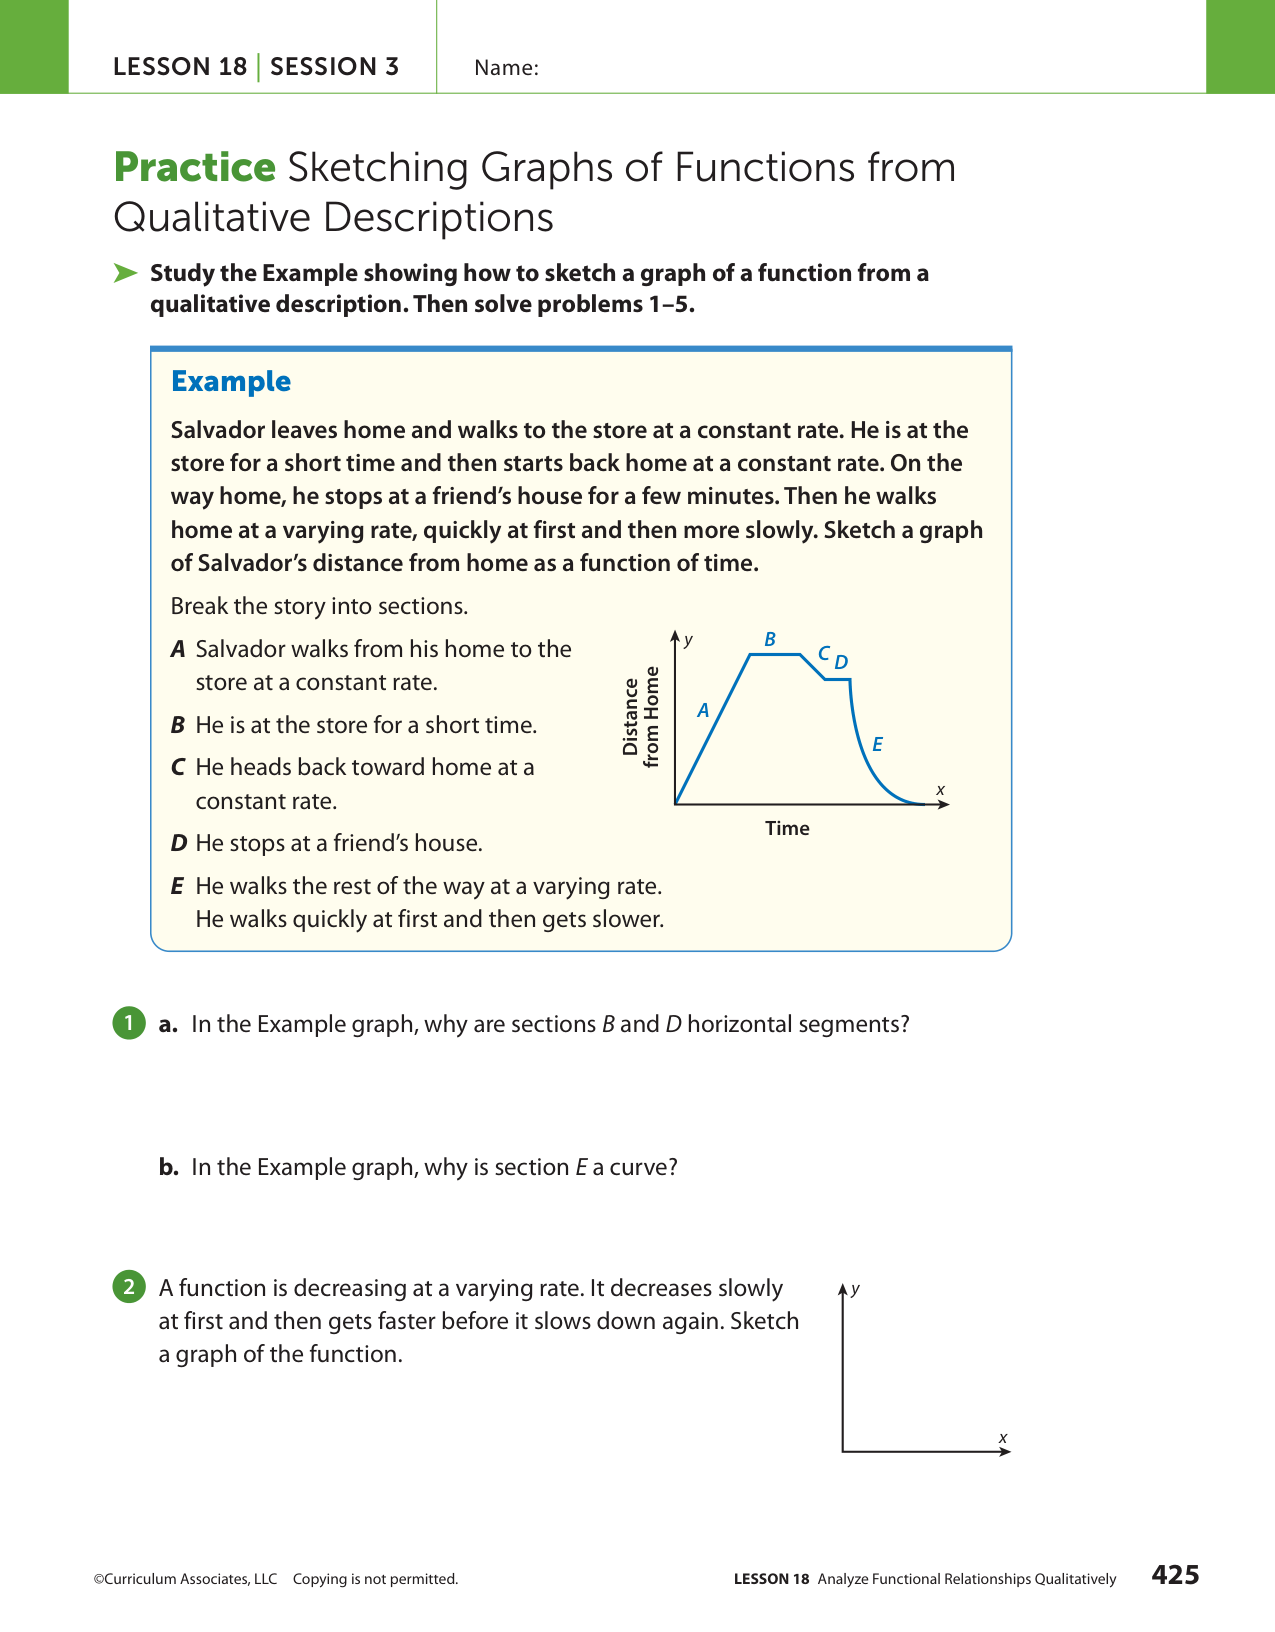 LESSON 18 | SESSION 3
Name:
Practice Sketching Graphs of Functions from
Qualitative Descriptions
Study the Example showing how to sketch a graph of a function from a
qualitative description. Then solve problems 1–5.
Example
Salvador leaves home and walks to the store at a constant rate. He is at the
store for a short time and then starts back home at a constant rate. On the
way home, he stops at a friend’s house for a few minutes. Then he walks
home at a varying rate, quickly at first and then more slowly. Sketch a graph
of Salvador’s distance from home as a function of time.
Break the story into sections.
A Salvador walks from his home to the
store at a constant rate.
B He is at the store for a short time.
C He heads back toward home at a
constant rate.
D He stops at a friend’s house.
E He walks the rest of the way at a varying rate.
He walks quickly at first and then gets slower.
y
B
C
D
A
E
Distance
from Home
x
Time
1 a. In the Example graph, why are sections B and D horizontal segments?
b. In the Example graph, why is section E a curve?
2 A function is decreasing at a varying rate. It decreases slowly
at first and then gets faster before it slows down again. Sketch
a graph of the function.
y
x
©Curriculum Associates, LLC Copying is not permitted.
LESSON 18 Analyze Functional Relationships Qualitatively
425